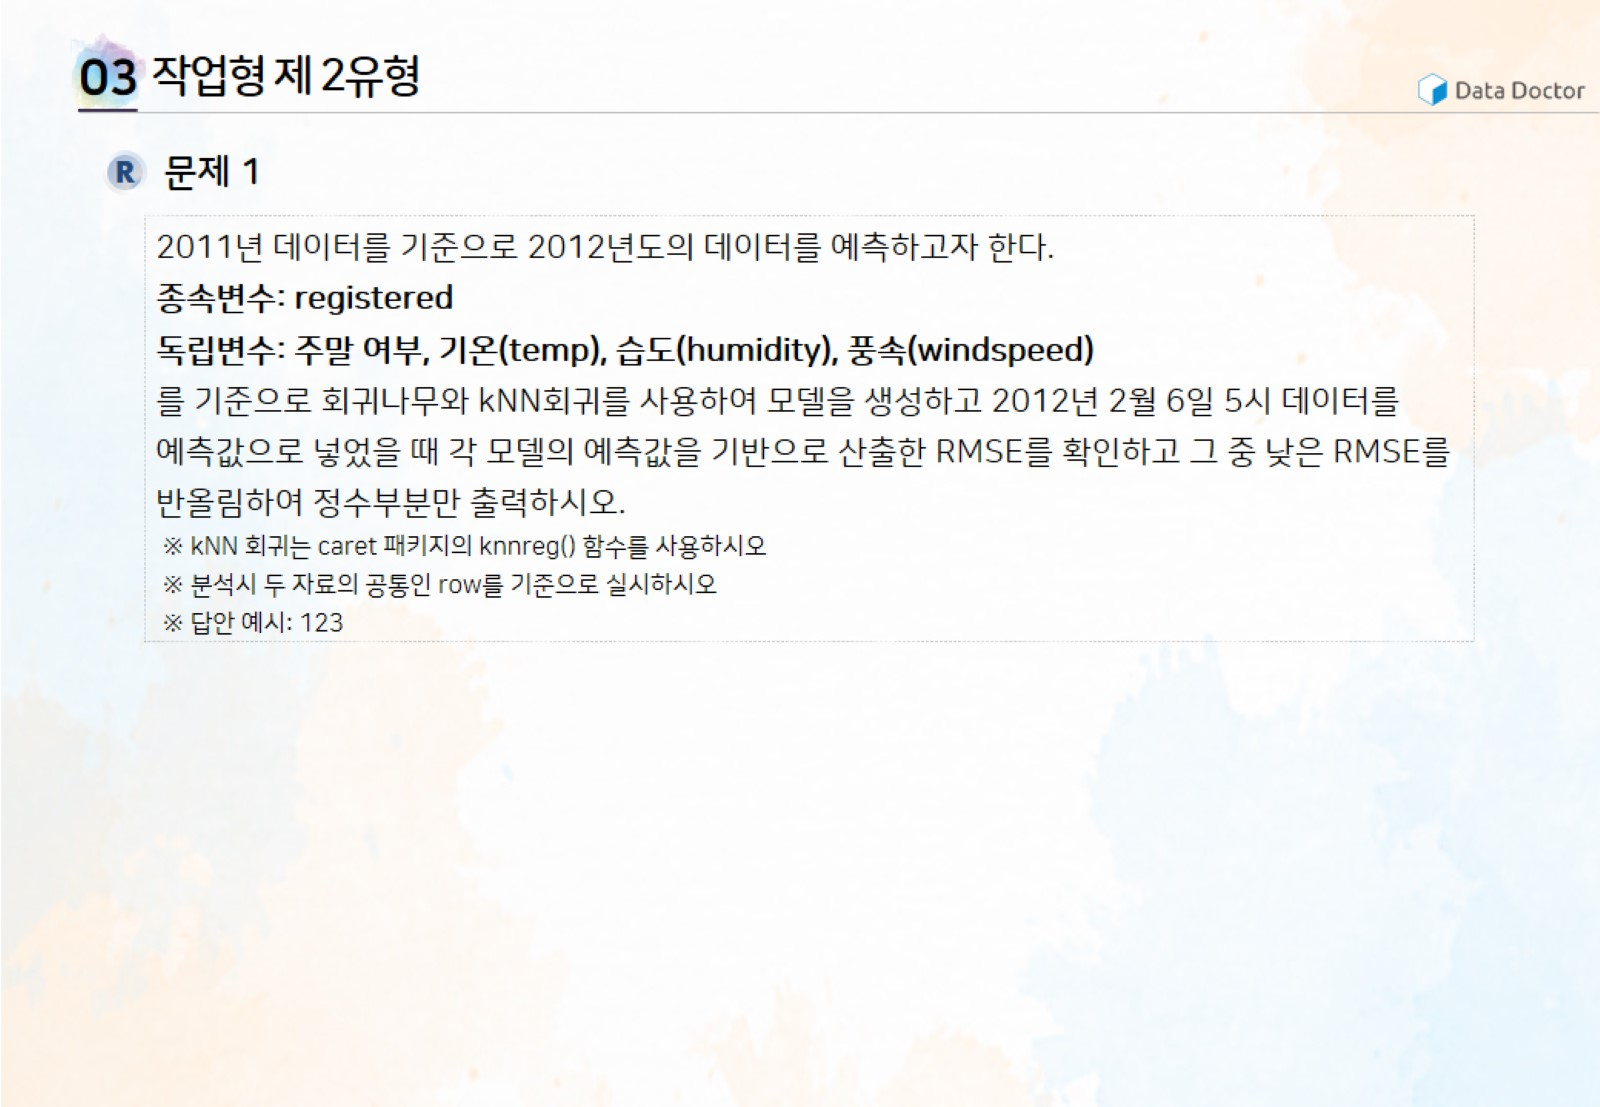 03 작업형 제 2유형
Data Doctor
R 문제 1
2011년 데이터를 기준으로 2012년도의 데이터를 예측하고자 한다.
종속변수: registered
독립변수: 주말 여부, 기온(temp), 습도(humidity), 풍속(windspeed)
를 기준으로 회귀나무와 kNN회귀를 사용하여 모델을 생성하고 2012년 2월 6일 5시 데이터를
예측값으로 넣었을 때 각 모델의 예측값을 기반으로 산출한 RMSE를 확인하고 그 중 낮은 RMSE를
반올림하여 정수부분만 출력하시오.
※ kNN 회귀는 caret 패키지의 knnreg() 함수를 사용하시오
※ 분석시 두 자료의 공통인 row를 기준으로 실시하시오
※ 답안 예시: 123